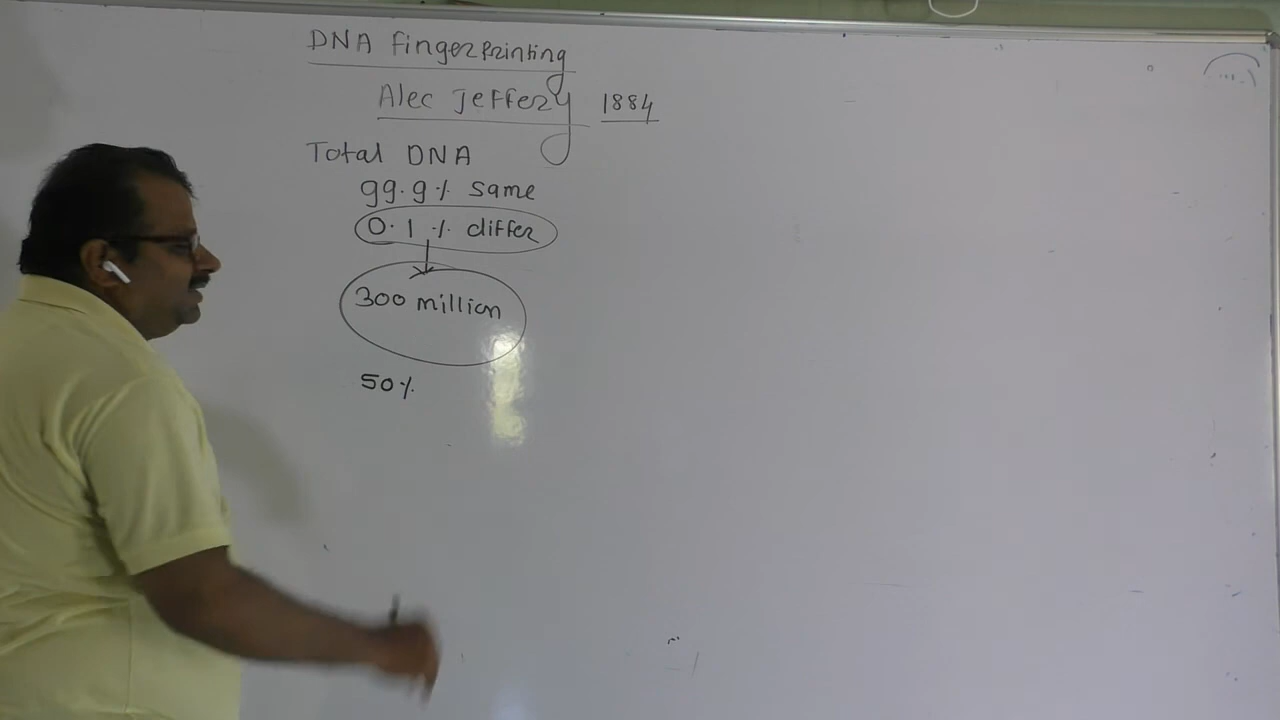 DNA Fingerprinting
Alec Jeffery 1884
Total DNA
99.9% same
0.1% differ
300 million
50%